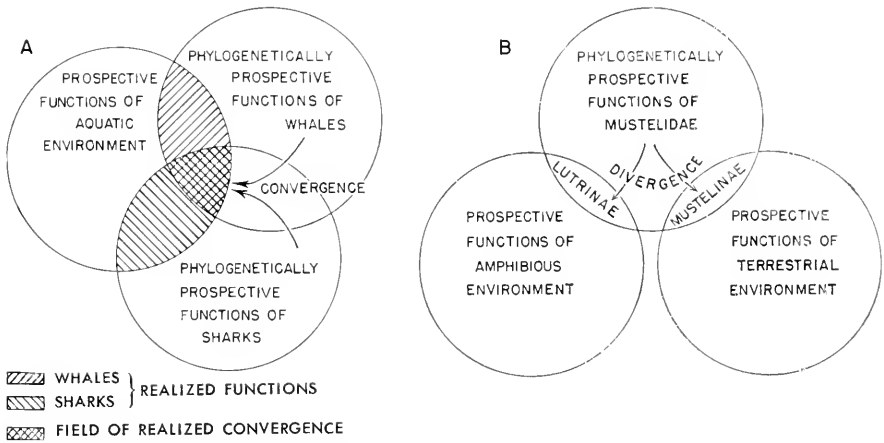 A
PROSPECTIVE
FUNCTIONS OF
AQUATIC
ENVIRONMENT
PHYLOGENETICALLY
PROSPECTIVE
FUNCTIONS OF
WHALES
CONVERGENCE
PHYLOGENETICALLY
PROSPECTIVE
FUNCTIONS OF
SHARKS
WHALES
SHARKS
REALIZED FUNCTIONS
FIELD OF REALIZED CONVERGENCE
B
PHYLOGENETICALLY
PROSPECTIVE
FUNCTIONS OF
MUSTELIDAE
LUTRINAE
DIVERGENCE
MUSTELINAE
PROSPECTIVE
FUNCTIONS OF
AMPHIBIOUS
ENVIRONMENT
PROSPECTIVE
FUNCTIONS OF
TERRESTRIAL
ENVIRONMENT